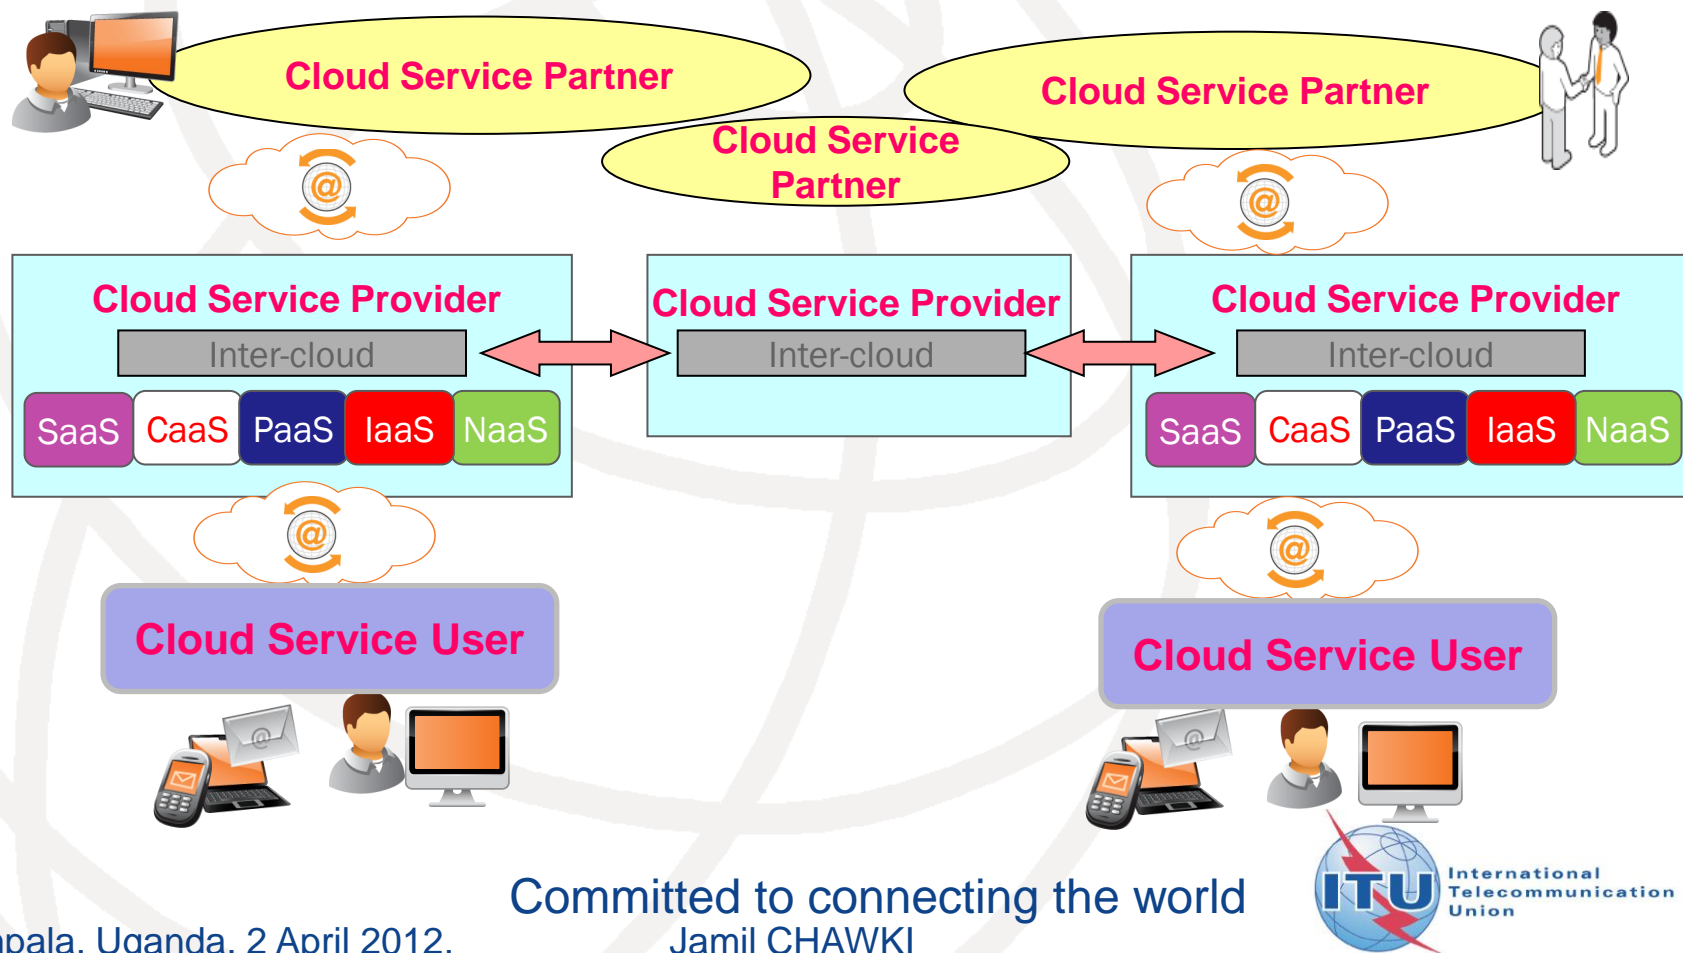 Cloud Service Partner
Cloud Service Partner
Cloud Service
Partner
Cloud Service Provider
Cloud Service Provider
Cloud Service Provider
Inter-cloud
Inter-cloud
Inter-cloud
SaaS CaaS PaaS IaaS NaaS
SaaS CaaS PaaS IaaS NaaS
Cloud Service User
Cloud Service User
Committed to connecting the world
ITU
International
Telecommunication
Union
Uganda, 2 April 2012.
Jamil CHAWKI